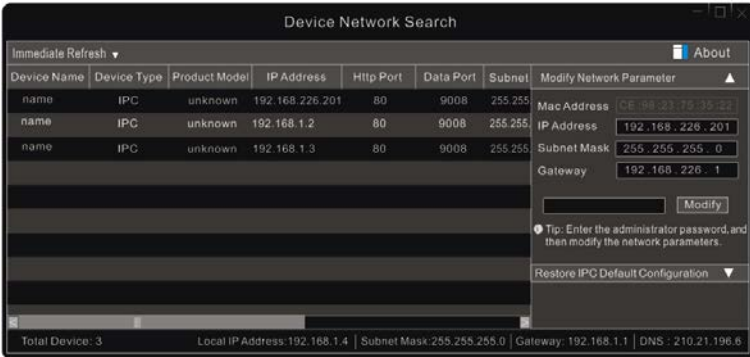 Device Network Search
Immediate Refresh
About
Device Name Device Type Product Model IP Address Http Port Data Port Subnet
name IPC unknown 192.168.226.201 80 9008 255.255
name IPC unknown 192.168.1.2 80 9008 255.255.
name IPC unknown 192.168.1.3 80 9008 255.255.
Modify Network Parameter
Mac Address CE:98:23:75:35:22
IP Address 192.168.226.201
Subnet Mask 255.255.255.0
Gateway 192.168.226.1
Modify
Tip: Enter the administrator password, and
then modify the network parameters.
Restore IPC Default Configuration
Total Device: 3 Local IP Address:192.168.1.4 Subnet Mask:255.255.255.0 Gateway: 192.168.1.1 DNS : 210.21.196.6